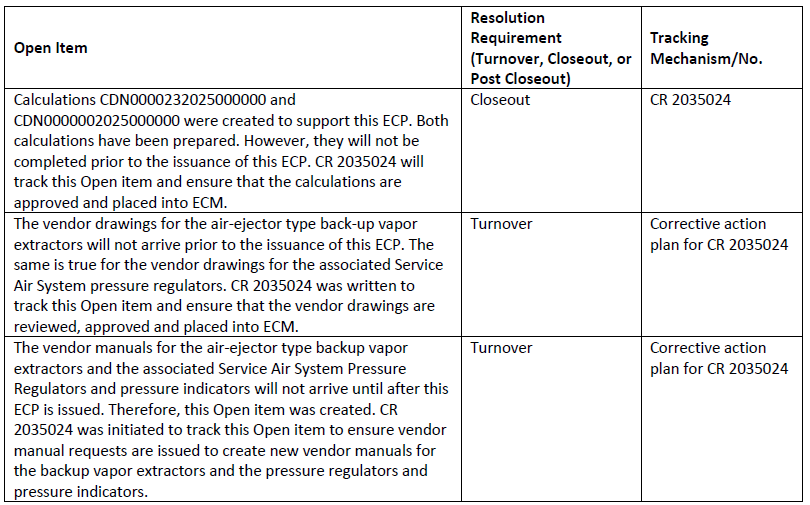 Open Item
Resolution
Requirement
(Turnover, Closeout, or
Post Closeout)
Tracking
Mechanism/No.
Calculations CDN0000232025000000 and
CDN0000002025000000 were created to support this ECP. Both
calculations have been prepared. However, they will not be
completed prior to the issuance of this ECP. CR 2035024 will
track this Open item and ensure that the calculations are
approved and placed into ECM.
Closeout
CR 2035024
The vendor drawings for the air-ejector type back-up vapor
extractors will not arrive prior to the issuance of this ECP. The
same is true for the vendor drawings for the associated Service
Air System pressure regulators. CR 2035024 was written to
track this Open item and ensure that the vendor drawings are
reviewed, approved and placed into ECM.
Turnover
Corrective action
plan for CR 2035024
The vendor manuals for the air-ejector type backup vapor
extractors and the associated Service Air System Pressure
Regulators and pressure indicators will not arrive until after this
ECP is issued. Therefore, this Open item was created. CR
2035024 was initiated to track this Open item to ensure vendor
manual requests are issued to create new vendor manuals for
the backup vapor extractors and the pressure regulators and
pressure indicators.
Turnover
Corrective action
plan for CR 2035024